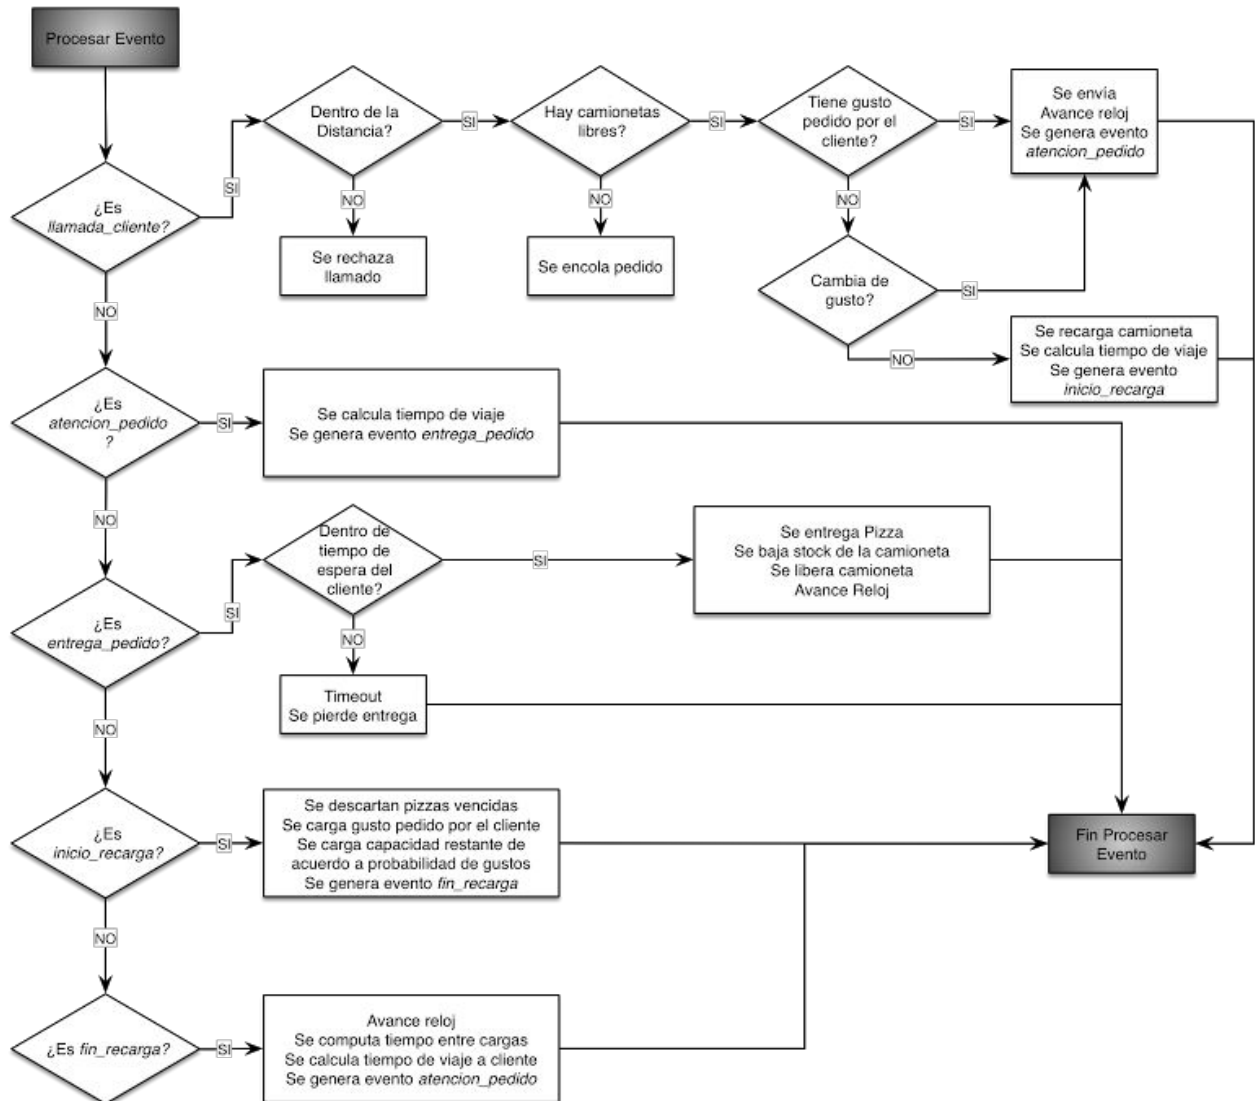 Procesar Evento
¿Es
llamada_cliente?
SI
Dentro de la
Distancia?
SI
Hay camionetas
libres?
SI
Tiene gusto
pedido por el
cliente?
SI
Se envía
Avance reloj
Se genera evento
atencion_pedido
NO
Se rechaza
llamado
NO
Se encola pedido
NO
Cambia de
gusto?
SI
NO
Se recarga camioneta
Se calcula tiempo de viaje
Se genera evento
inicio_recarga
NO
¿Es
atencion_pedido
?
SI
Se calcula tiempo de viaje
Se genera evento entrega_pedido
NO
¿Es
entrega_pedido?
SI
Dentro de
tiempo de
espera del
cliente?
SI
Se entrega Pizza
Se baja stock de la camioneta
Se libera camioneta
Avance Reloj
NO
Timeout
Se pierde entrega
NO
¿Es
inicio_recarga?
SI
Se descartan pizzas vencidas
Se carga gusto pedido por el cliente
Se carga capacidad restante de
acuerdo a probabilidad de gustos
Se genera evento fin_recarga
Fin Procesar
Evento
NO
¿Es fin_recarga?
SI
Avance reloj
Se computa tiempo entre cargas
Se calcula tiempo de viaje a cliente
Se genera evento atencion_pedido